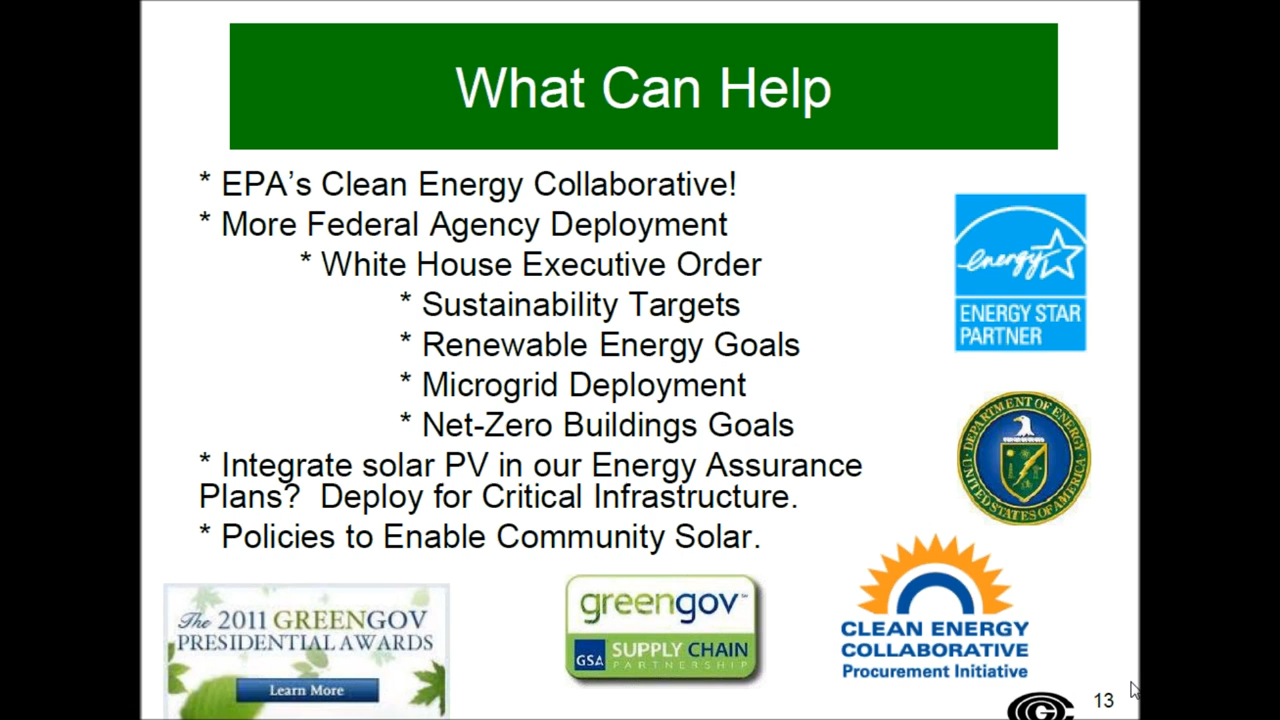 What Can Help
* EPA’s Clean Energy Collaborative!
* More Federal Agency Deployment
* White House Executive Order
* Sustainability Targets
* Renewable Energy Goals
* Microgrid Deployment
* Net-Zero Buildings Goals
* Integrate solar PV in our Energy Assurance
Plans?  Deploy for Critical Infrastructure.
* Policies to Enable Community Solar.
energy
ENERGY STAR
PARTNER
DEPARTMENT OF ENERGY
UNITED STATES OF AMERICA
The 2011 GREENGOV
PRESIDENTIAL AWARDS
Learn More
greengov
GSA
SUPPLY CHAIN
PARTNERSHIP
CLEAN ENERGY
COLLABORATIVE
Procurement Initiative
13